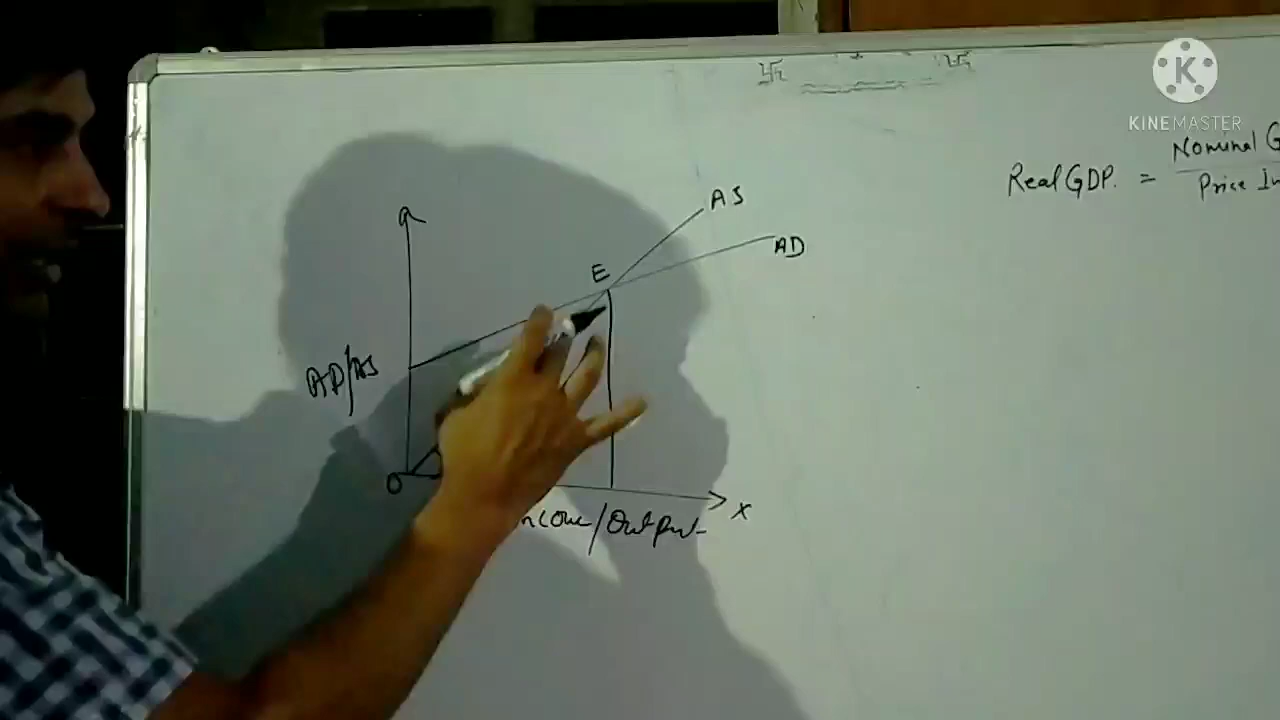 KINEMASTER
Real GDP. = Nominal G
Price In
AS
AD
E
AD/AS
O
ncome/Output
X